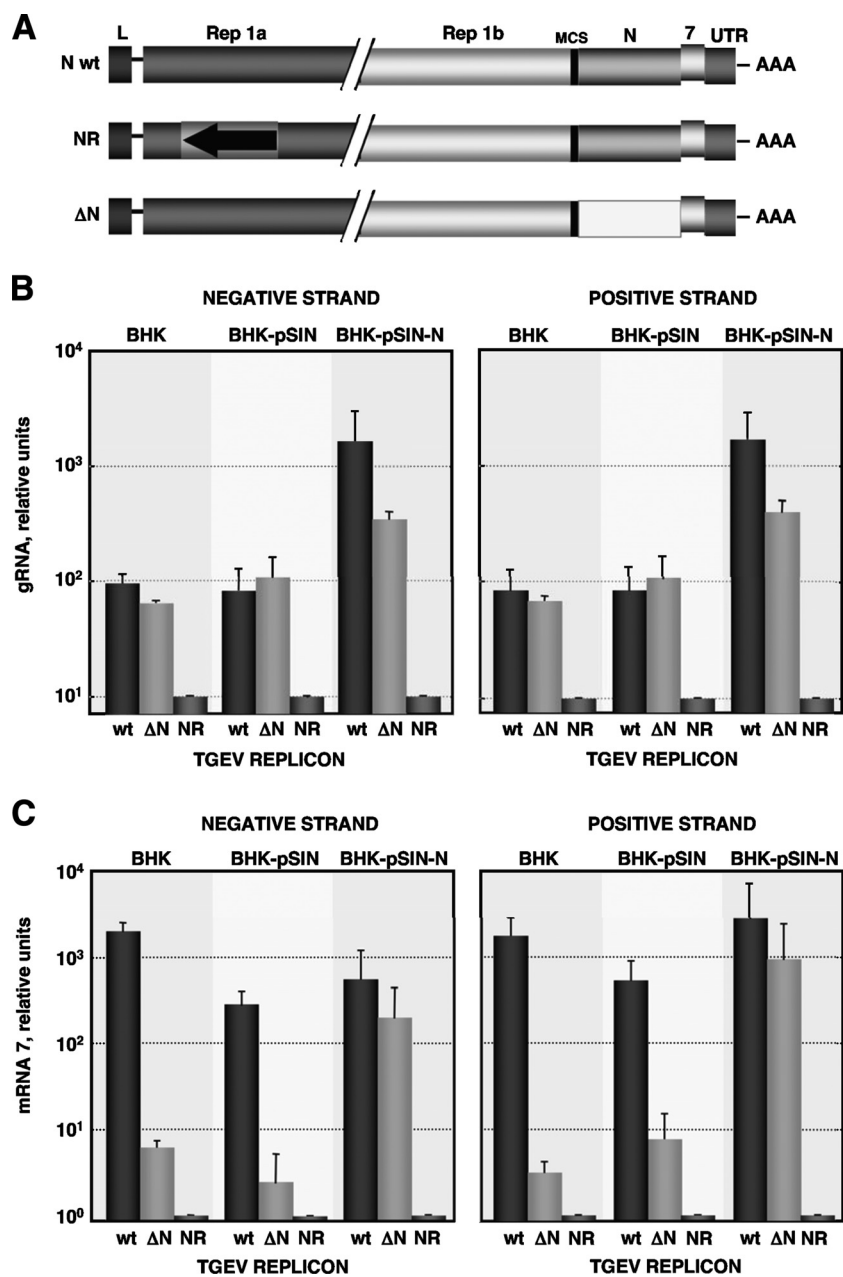 A
L Rep 1a Rep 1b MCS N 7 UTR
N wt AAA
NR AAA
ΔN AAA
B
NEGATIVE STRAND POSITIVE STRAND
BHK BHK-pSIN BHK-pSIN-N BHK BHK-pSIN BHK-pSIN-N
gRNA, relative units
10⁴
10³
10²
10¹
wt ΔN NR wt ΔN NR wt ΔN NR wt ΔN NR wt ΔN NR wt ΔN NR
TGEV REPLICON TGEV REPLICON
C
NEGATIVE STRAND POSITIVE STRAND
BHK BHK-pSIN BHK-pSIN-N BHK BHK-pSIN BHK-pSIN-N
mRNA 7, relative units
10⁴
10³
10²
10¹
10⁰
wt ΔN NR wt ΔN NR wt ΔN NR wt ΔN NR wt ΔN NR wt ΔN NR
TGEV REPLICON TGEV REPLICON